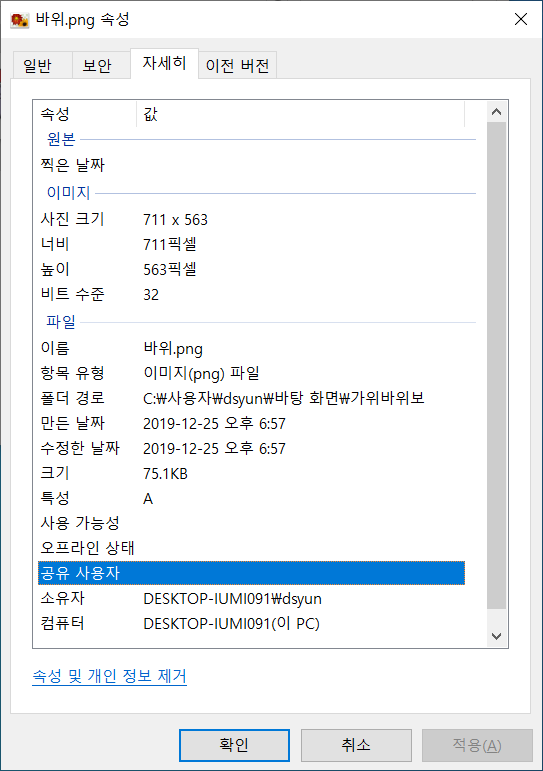 바위.png 속성
일반 보안 자세히 이전 버전
속성 값
원본
찍은 날짜
이미지
사진 크기 711 x 563
너비 711픽셀
높이 563픽셀
비트 수준 32
파일
이름 바위.png
항목 유형 이미지(png) 파일
폴더 경로 C:₩사용자₩dsyun₩바탕 화면₩가위바위보
만든 날짜 2019-12-25 오후 6:57
수정한 날짜 2019-12-25 오후 6:57
크기 75.1KB
특성 A
사용 가능성
오프라인 상태
공유 사용자
소유자 DESKTOP-IUMI091₩dsyun
컴퓨터 DESKTOP-IUMI091(이 PC)
속성 및 개인 정보 제거
확인 취소 적용(A)